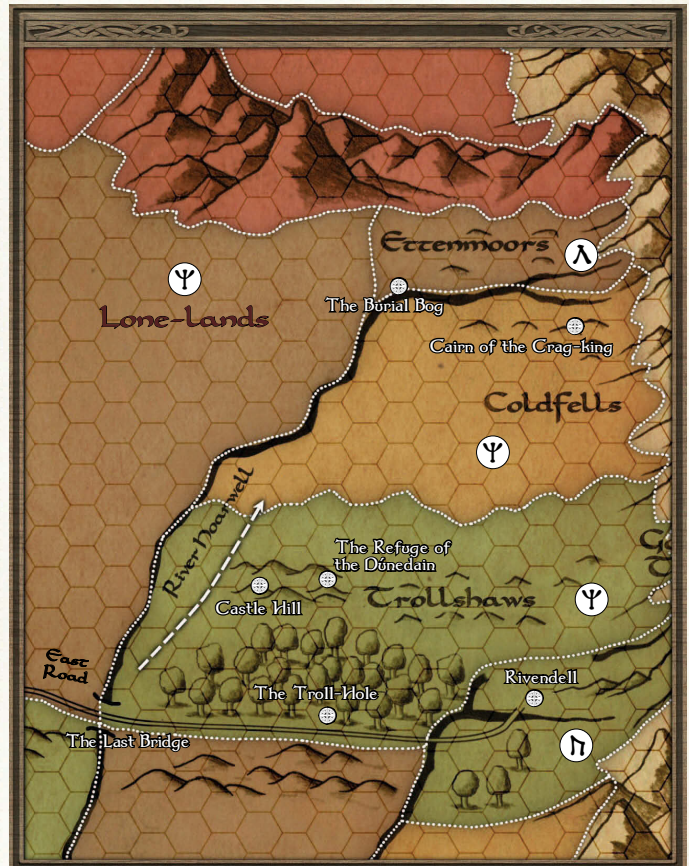 Ettenmoors
The Burial Bog
Lone-lands
Cairn of the Crag-king
Coldfells
River Hoarwell
The Refuge of
the Dúnedain
Castle Hill
Trollshaws
East
Road
Rivendell
The Troll-Hole
The Last Bridge